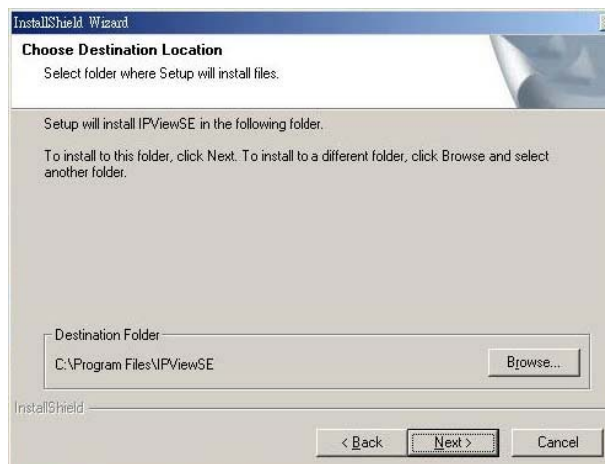 InstallShield Wizard
Choose Destination Location
Select folder where Setup will install files.
Setup will install IPViewSE in the following folder.
To install to this folder, click Next. To install to a different folder, click Browse and select
another folder.
Destination Folder
C:\Program Files\IPViewSE
Browse...
InstallShield
< Back
Next >
Cancel